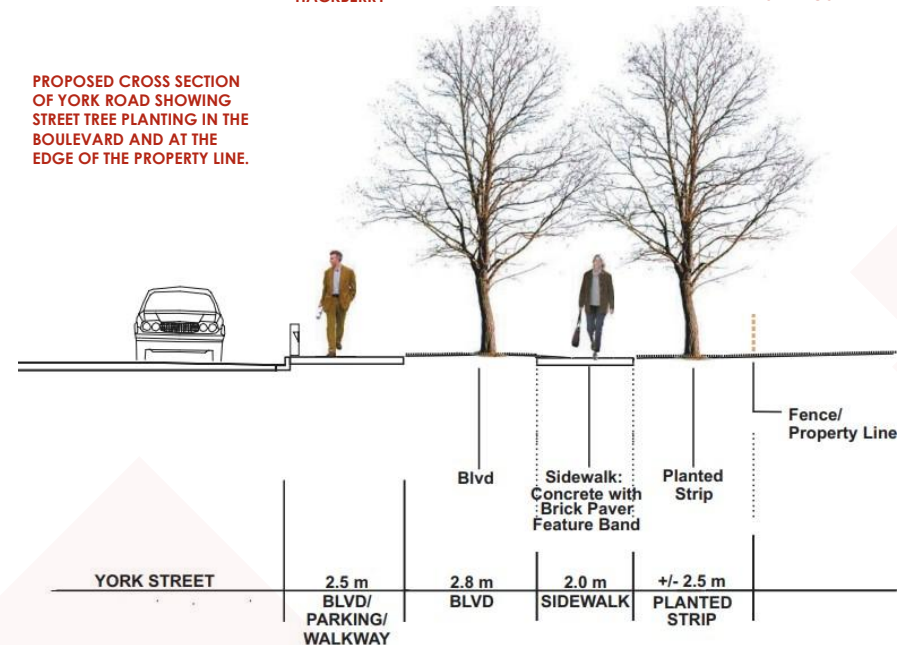 HACKBERRY
PROPOSED CROSS SECTION
OF YORK ROAD SHOWING
STREET TREE PLANTING IN THE
BOULEVARD AND AT THE
EDGE OF THE PROPERTY LINE.
Fence/
Property Line
Blvd
Sidewalk:
Concrete with
Brick Paver
Feature Band
Planted
Strip
YORK STREET
2.5 m
BLVD/
PARKING/
WALKWAY
2.8 m
BLVD
2.0 m
SIDEWALK
+/- 2.5 m
PLANTED
STRIP